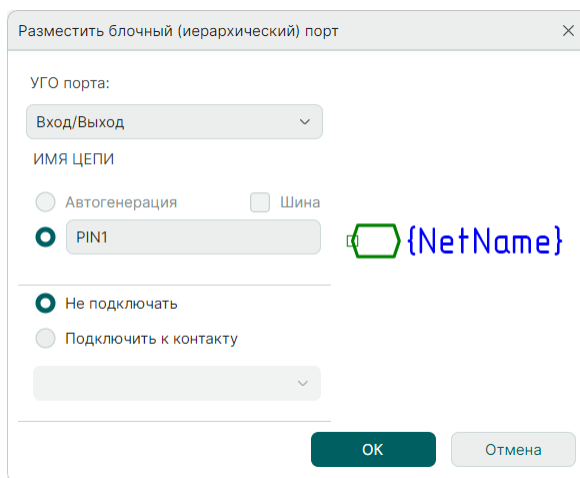 Разместить блочный (иерархический) порт
УГО порта:
Вход/Выход
ИМЯ ЦЕПИ
Автогенерация
Шина
PIN1
{NetName}
Не подключать
Подключить к контакту
ОК
Отмена